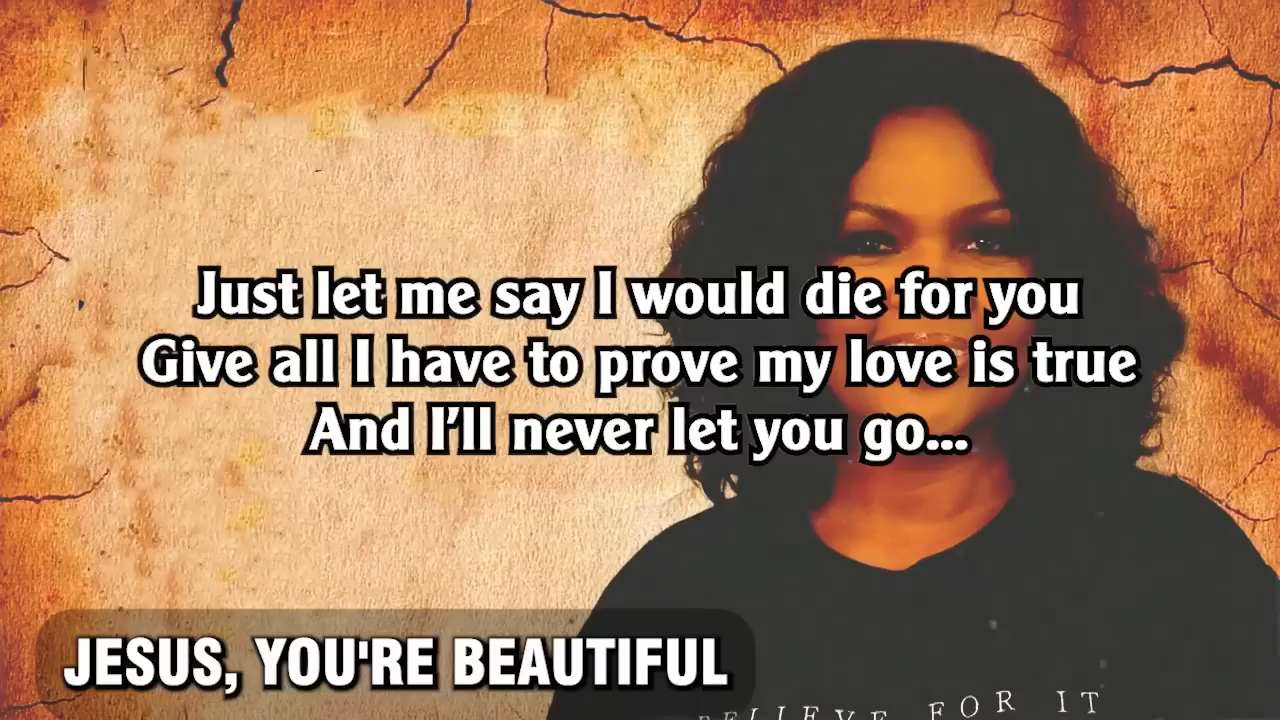 Just let me say I would die for you
Give all I have to prove my love is true
And I'll never let you go...
JESUS, YOU'RE BEAUTIFUL
BELIEVE FOR IT